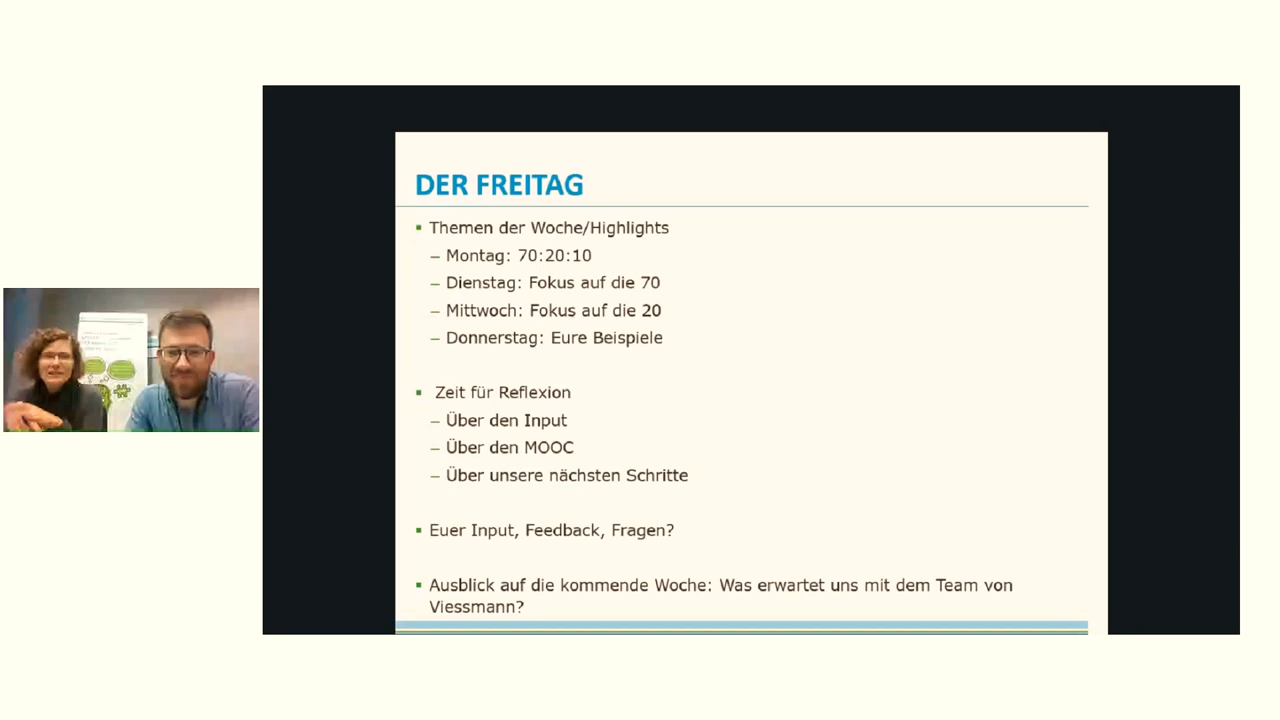 DER FREITAG
▪ Themen der Woche/Highlights
– Montag: 70:20:10
– Dienstag: Fokus auf die 70
– Mittwoch: Fokus auf die 20
– Donnerstag: Eure Beispiele
▪ Zeit für Reflexion
– Über den Input
– Über den MOOC
– Über unsere nächsten Schritte
▪ Euer Input, Feedback, Fragen?
▪ Ausblick auf die kommende Woche: Was erwartet uns mit dem Team von
Viessmann?